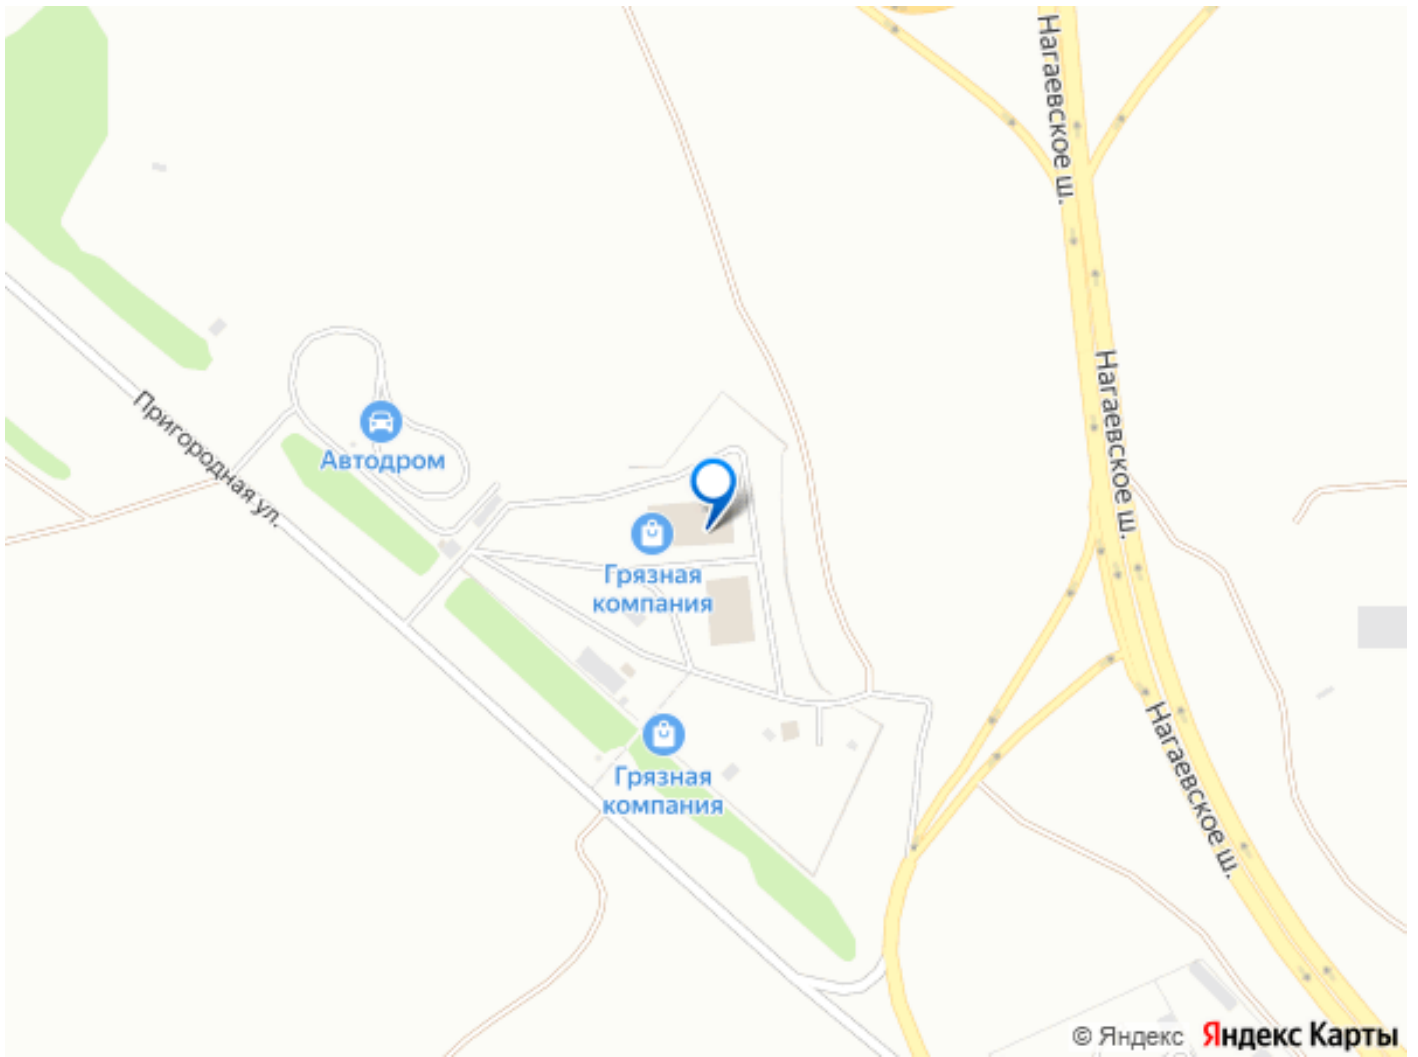 Нагаевское ш.
Нагаевское ш.
Пригородная ул.
Автодром
Грязная
компания
Грязная
компания
Нагаевское ш.
© Яндекс Яндекс Карты